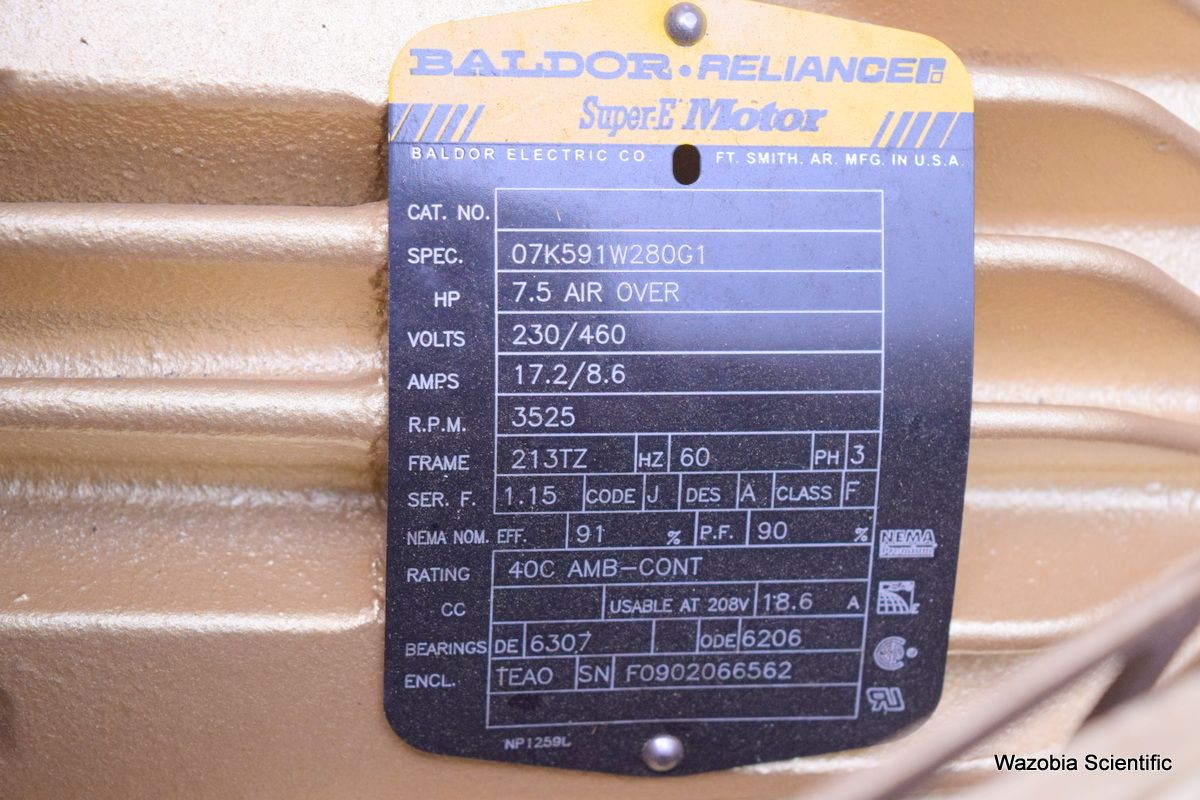 BALDOR • RELIANCE
Super-E Motor
BALDOR ELECTRIC CO. FT. SMITH, AR. MFG. IN U.S.A.
CAT. NO.
SPEC. 07K591W280G1
HP 7.5 AIR OVER
VOLTS 230/460
AMPS 17.2/8.6
R.P.M. 3525
FRAME 213TZ HZ 60 PH 3
SER. F. 1.15 CODE J DES A CLASS F
NEMA NOM. EFF. 91 % P.F. 90 %
NEMA
RATING 40C AMB-CONT
CC USABLE AT 208V 18.6 A
BEARINGS DE 6307 ODE 6206
ENCL. TEAO SN F0902066562
NP1259L
Wazobia Scientific